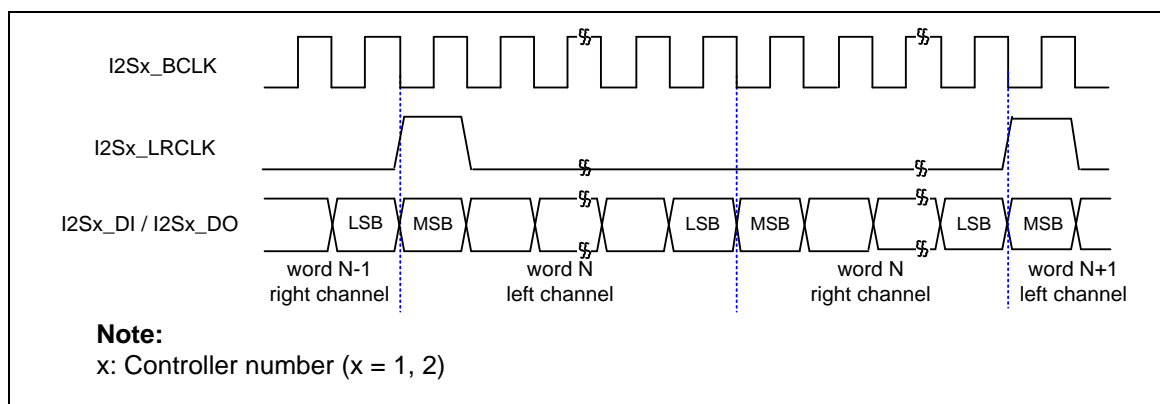 I2Sx_BCLK
I2Sx_LRCLK
I2Sx_DI / I2Sx_DO
LSB MSB LSB MSB LSB MSB
word N-1 word N word N word N+1
right channel left channel right channel left channel
Note:
x: Controller number (x = 1, 2)